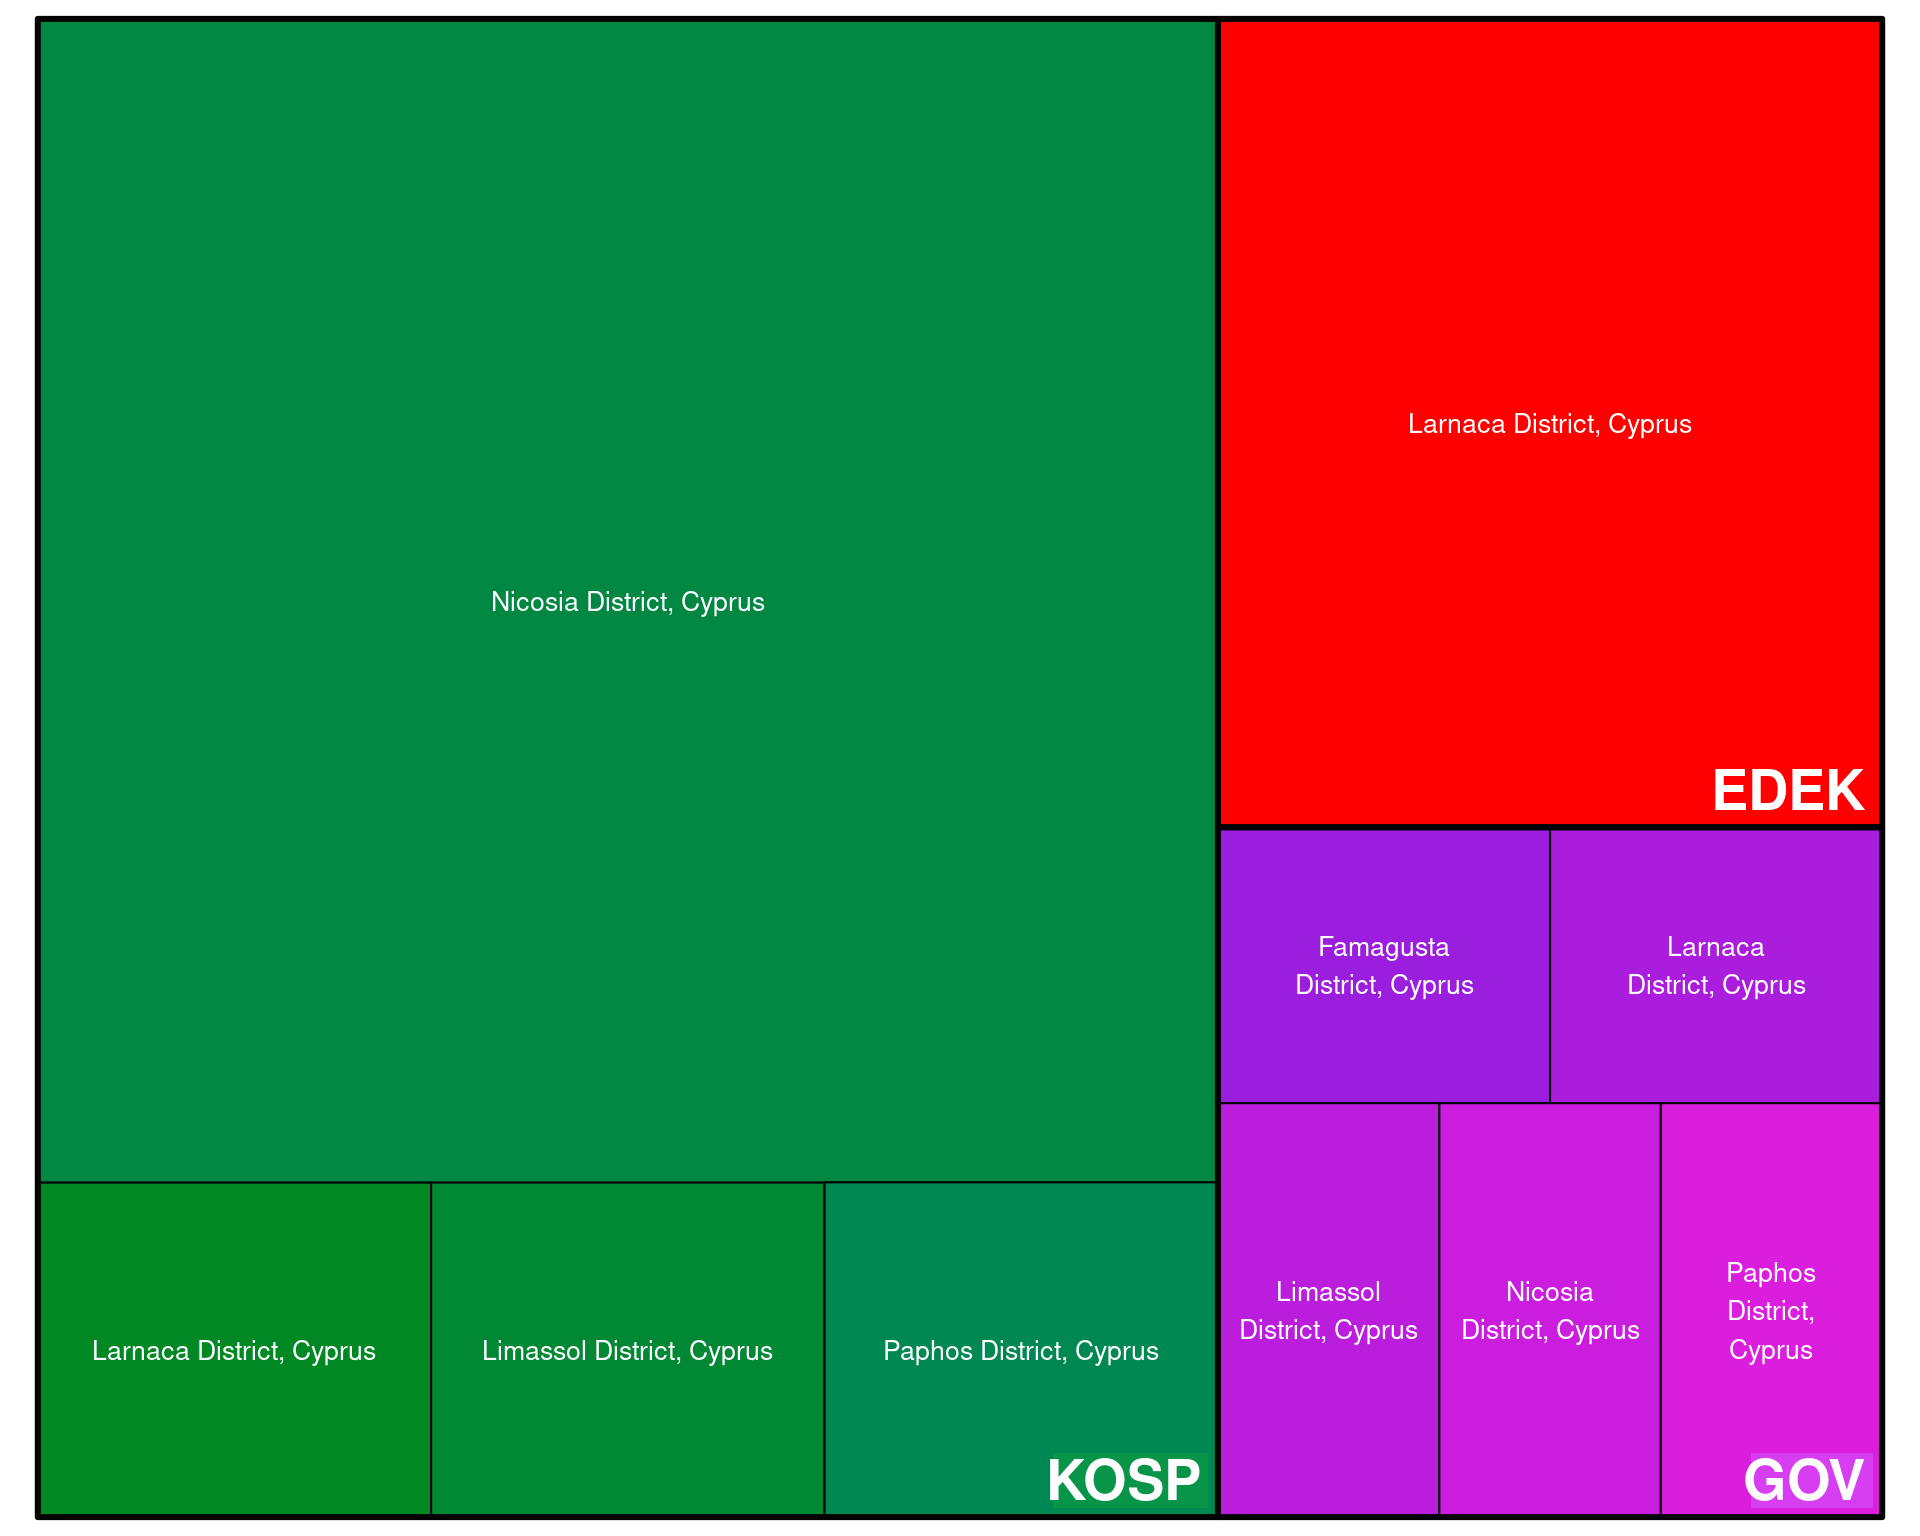 Nicosia District, Cyprus
Larnaca District, Cyprus
Limassol District, Cyprus
Paphos District, Cyprus
KOSP
Larnaca District, Cyprus
EDEK
Famagusta
District, Cyprus
Larnaca
District, Cyprus
Limassol
District, Cyprus
Nicosia
District, Cyprus
Paphos
District,
Cyprus
GOV